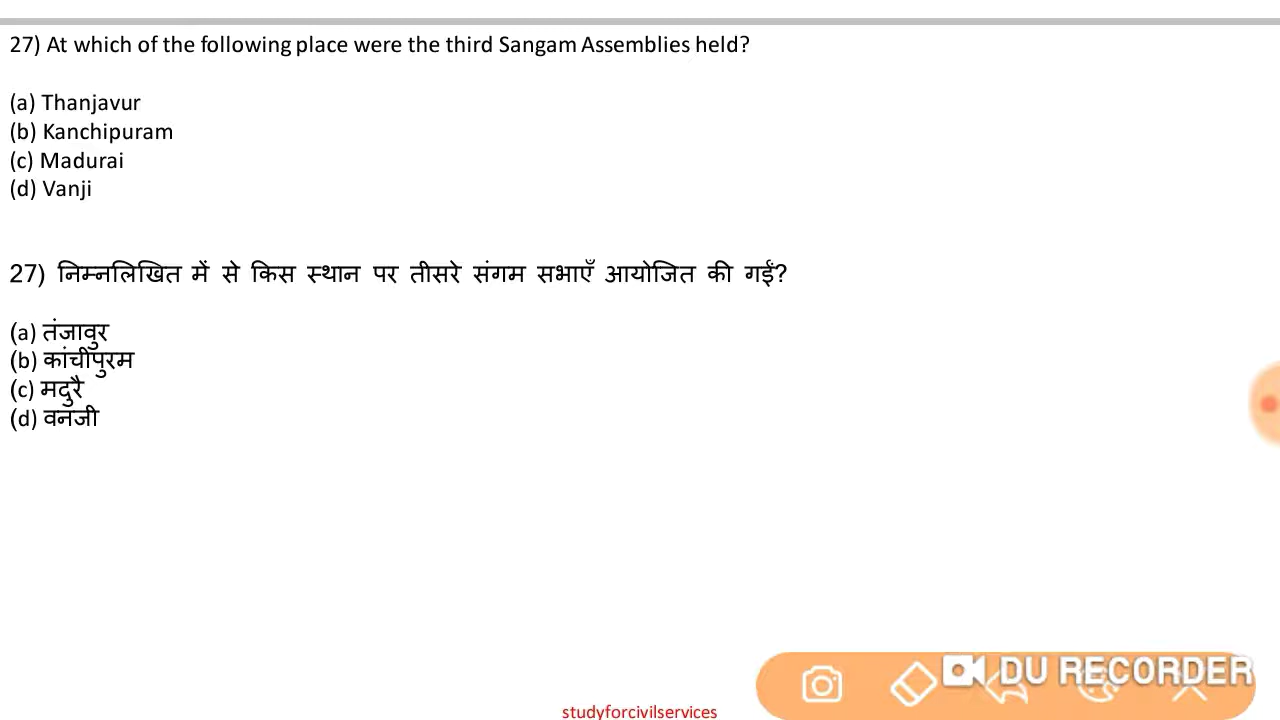 27) At which of the following place were the third Sangam Assemblies held?
(a) Thanjavur
(b) Kanchipuram
(c) Madurai
(d) Vanji
27) निम्नलिखित में से किस स्थान पर तीसरे संगम सभाएँ आयोजित की गईं?
(a) तंजावुर
(b) कांचीपुरम
(c) मदुरै
(d) वनजी
DU RECORDER
studyforcivilservices